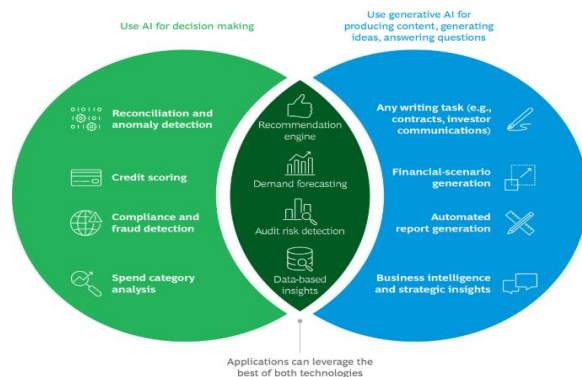 Use AI for decision making
Use generative AI for
producing content, generating
ideas, answering questions
Reconciliation and
anomaly detection
Credit scoring
Compliance and
fraud detection
Spend category
analysis
Recommendation
engine
Demand forecasting
Audit risk detection
Data-based
insights
Any writing task (e.g.,
contracts, investor
communications)
Financial-scenario
generation
Automated
report generation
Business intelligence
and strategic insights
Applications can leverage the
best of both technologies